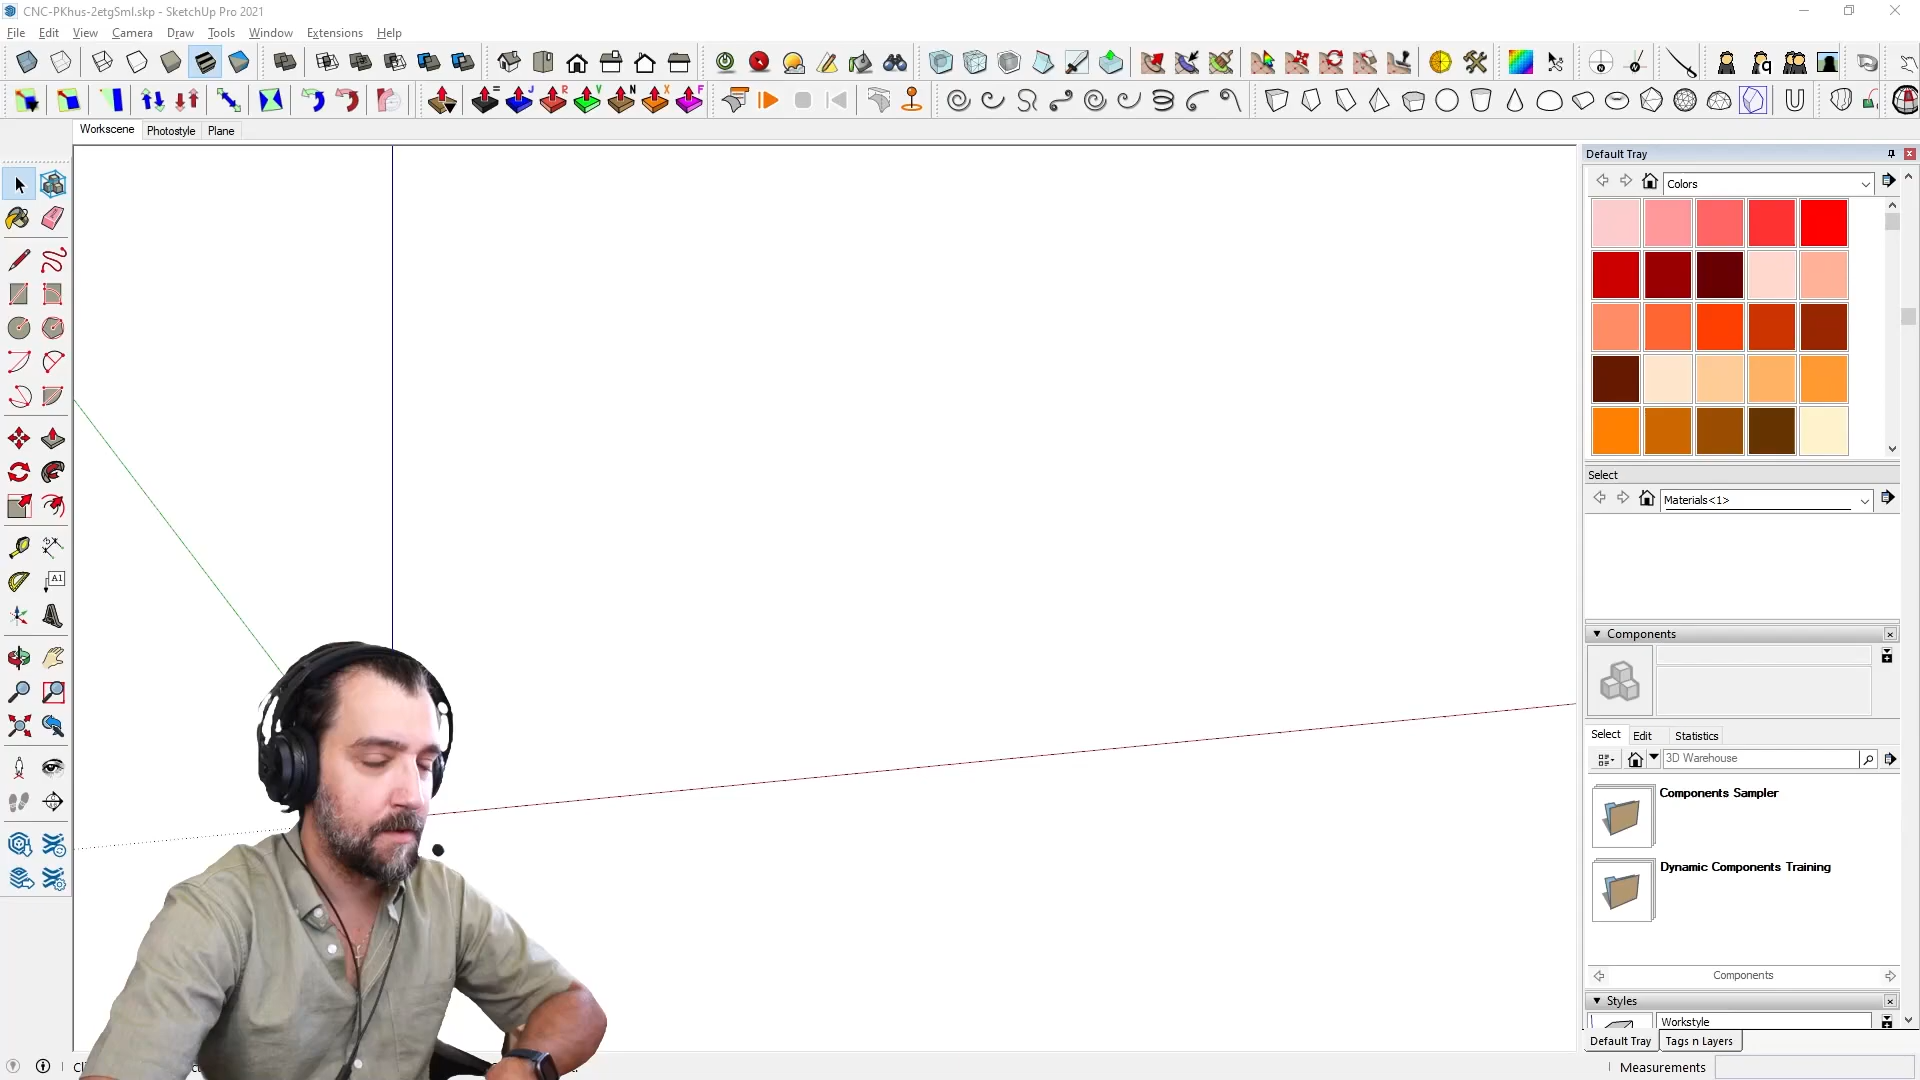 CNC-PKhus-2etgSml.skp - SketchUp Pro 2021
File Edit View Camera Draw Tools Window Extensions Help
= J R V N X F
Workscene Photostyle Plane
Default Tray
Colors
Select
Materials<1>
Components
Select Edit Statistics
3D Warehouse
Components Sampler
Dynamic Components Training
Components
Styles
Workstyle
Default Tray Tags n Layers
Measurements
A1